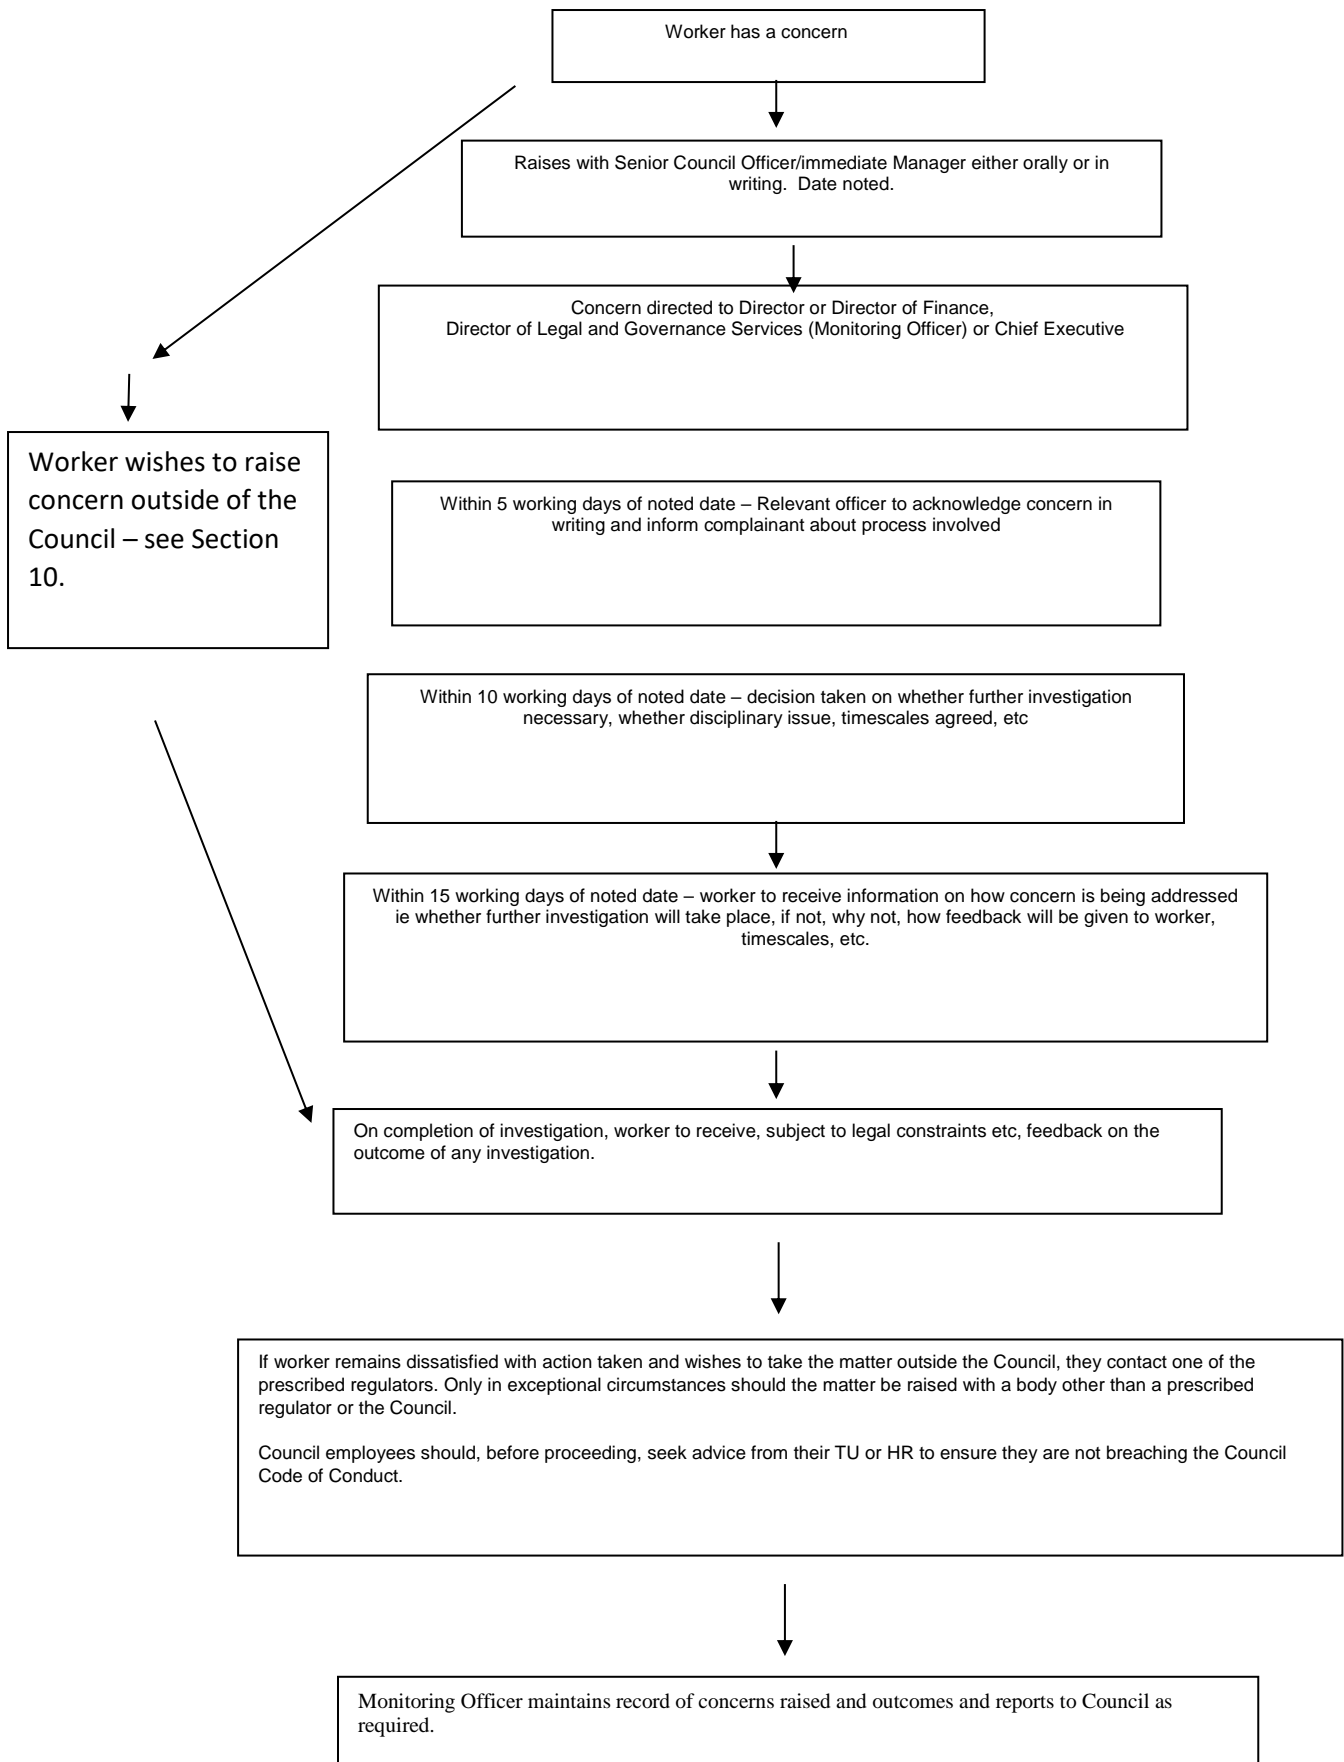 Worker has a concern
Raises with Senior Council Officer/immediate Manager either orally or in
writing.  Date noted.
Concern directed to Director or Director of Finance,
Director of Legal and Governance Services (Monitoring Officer) or Chief Executive
Worker wishes to raise
concern outside of the
Council – see Section
10.
Within 5 working days of noted date – Relevant officer to acknowledge concern in
writing and inform complainant about process involved
Within 10 working days of noted date – decision taken on whether further investigation
necessary, whether disciplinary issue, timescales agreed, etc
Within 15 working days of noted date – worker to receive information on how concern is being addressed
ie whether further investigation will take place, if not, why not, how feedback will be given to worker,
timescales, etc.
On completion of investigation, worker to receive, subject to legal constraints etc, feedback on the
outcome of any investigation.
If worker remains dissatisfied with action taken and wishes to take the matter outside the Council, they contact one of the
prescribed regulators. Only in exceptional circumstances should the matter be raised with a body other than a prescribed
regulator or the Council.
Council employees should, before proceeding, seek advice from their TU or HR to ensure they are not breaching the Council
Code of Conduct.
Monitoring Officer maintains record of concerns raised and outcomes and reports to Council as
required.